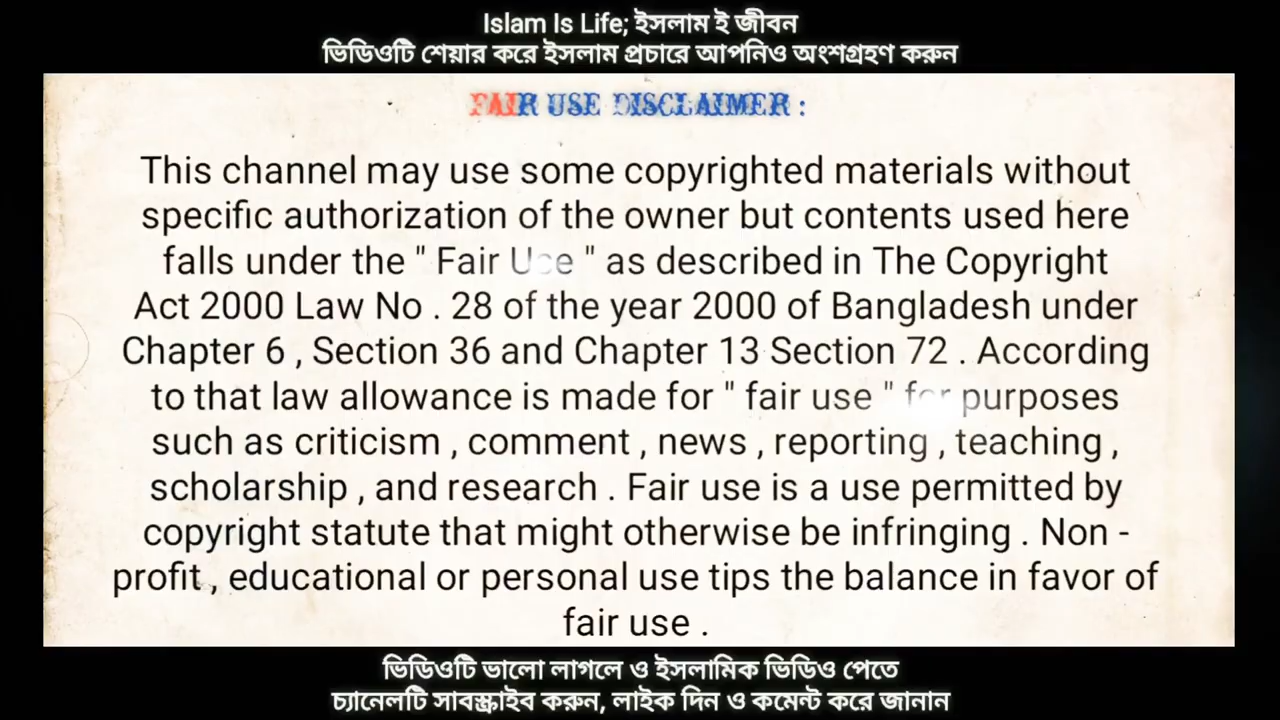 Islam Is Life; ইসলাম ই জীবন
ভিডিওটি শেয়ার করে ইসলাম প্রচারে আপনিও অংশগ্রহণ করুন
FAIR USE DISCLAIMER :
This channel may use some copyrighted materials without
specific authorization of the owner but contents used here
falls under the " Fair Use " as described in The Copyright
Act 2000 Law No . 28 of the year 2000 of Bangladesh under
Chapter 6 , Section 36 and Chapter 13 Section 72 . According
to that law allowance is made for " fair use " for purposes
such as criticism , comment , news , reporting , teaching ,
scholarship , and research . Fair use is a use permitted by
copyright statute that might otherwise be infringing . Non -
profit , educational or personal use tips the balance in favor of
fair use .
ভিডিওটি ভালো লাগলে ও ইসলামিক ভিডিও পেতে
চ্যানেলটি সাবস্ক্রাইব করুন, লাইক দিন ও কমেন্ট করে জানান